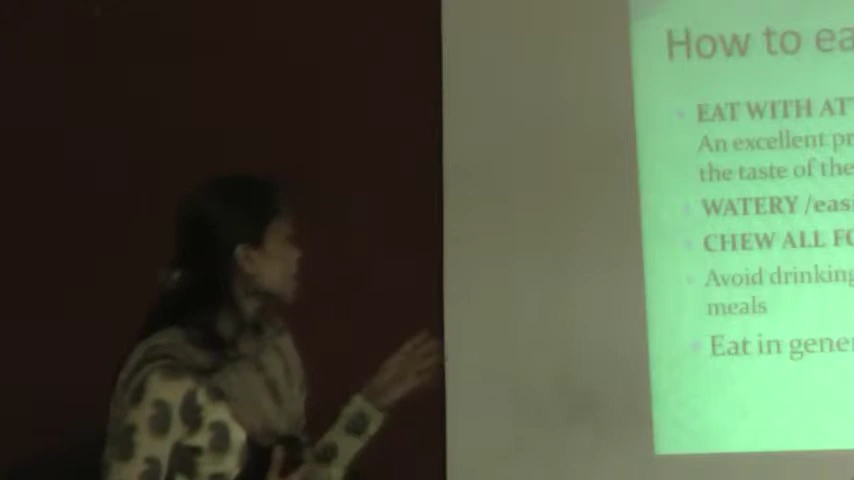 How to ea
EAT WITH AT
An excellent pr
the taste of the
WATERY /easi
CHEW ALL FO
Avoid drinking
meals
Eat in gener